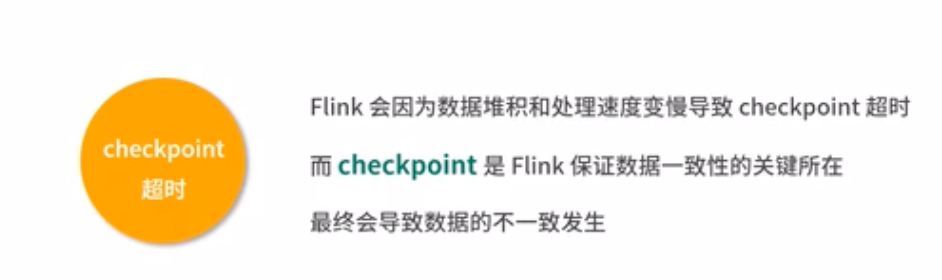 checkpoint
超时
Flink 会因为数据堆积和处理速度变慢导致 checkpoint 超时
而 checkpoint 是 Flink 保证数据一致性的关键所在
最终会导致数据的不一致发生